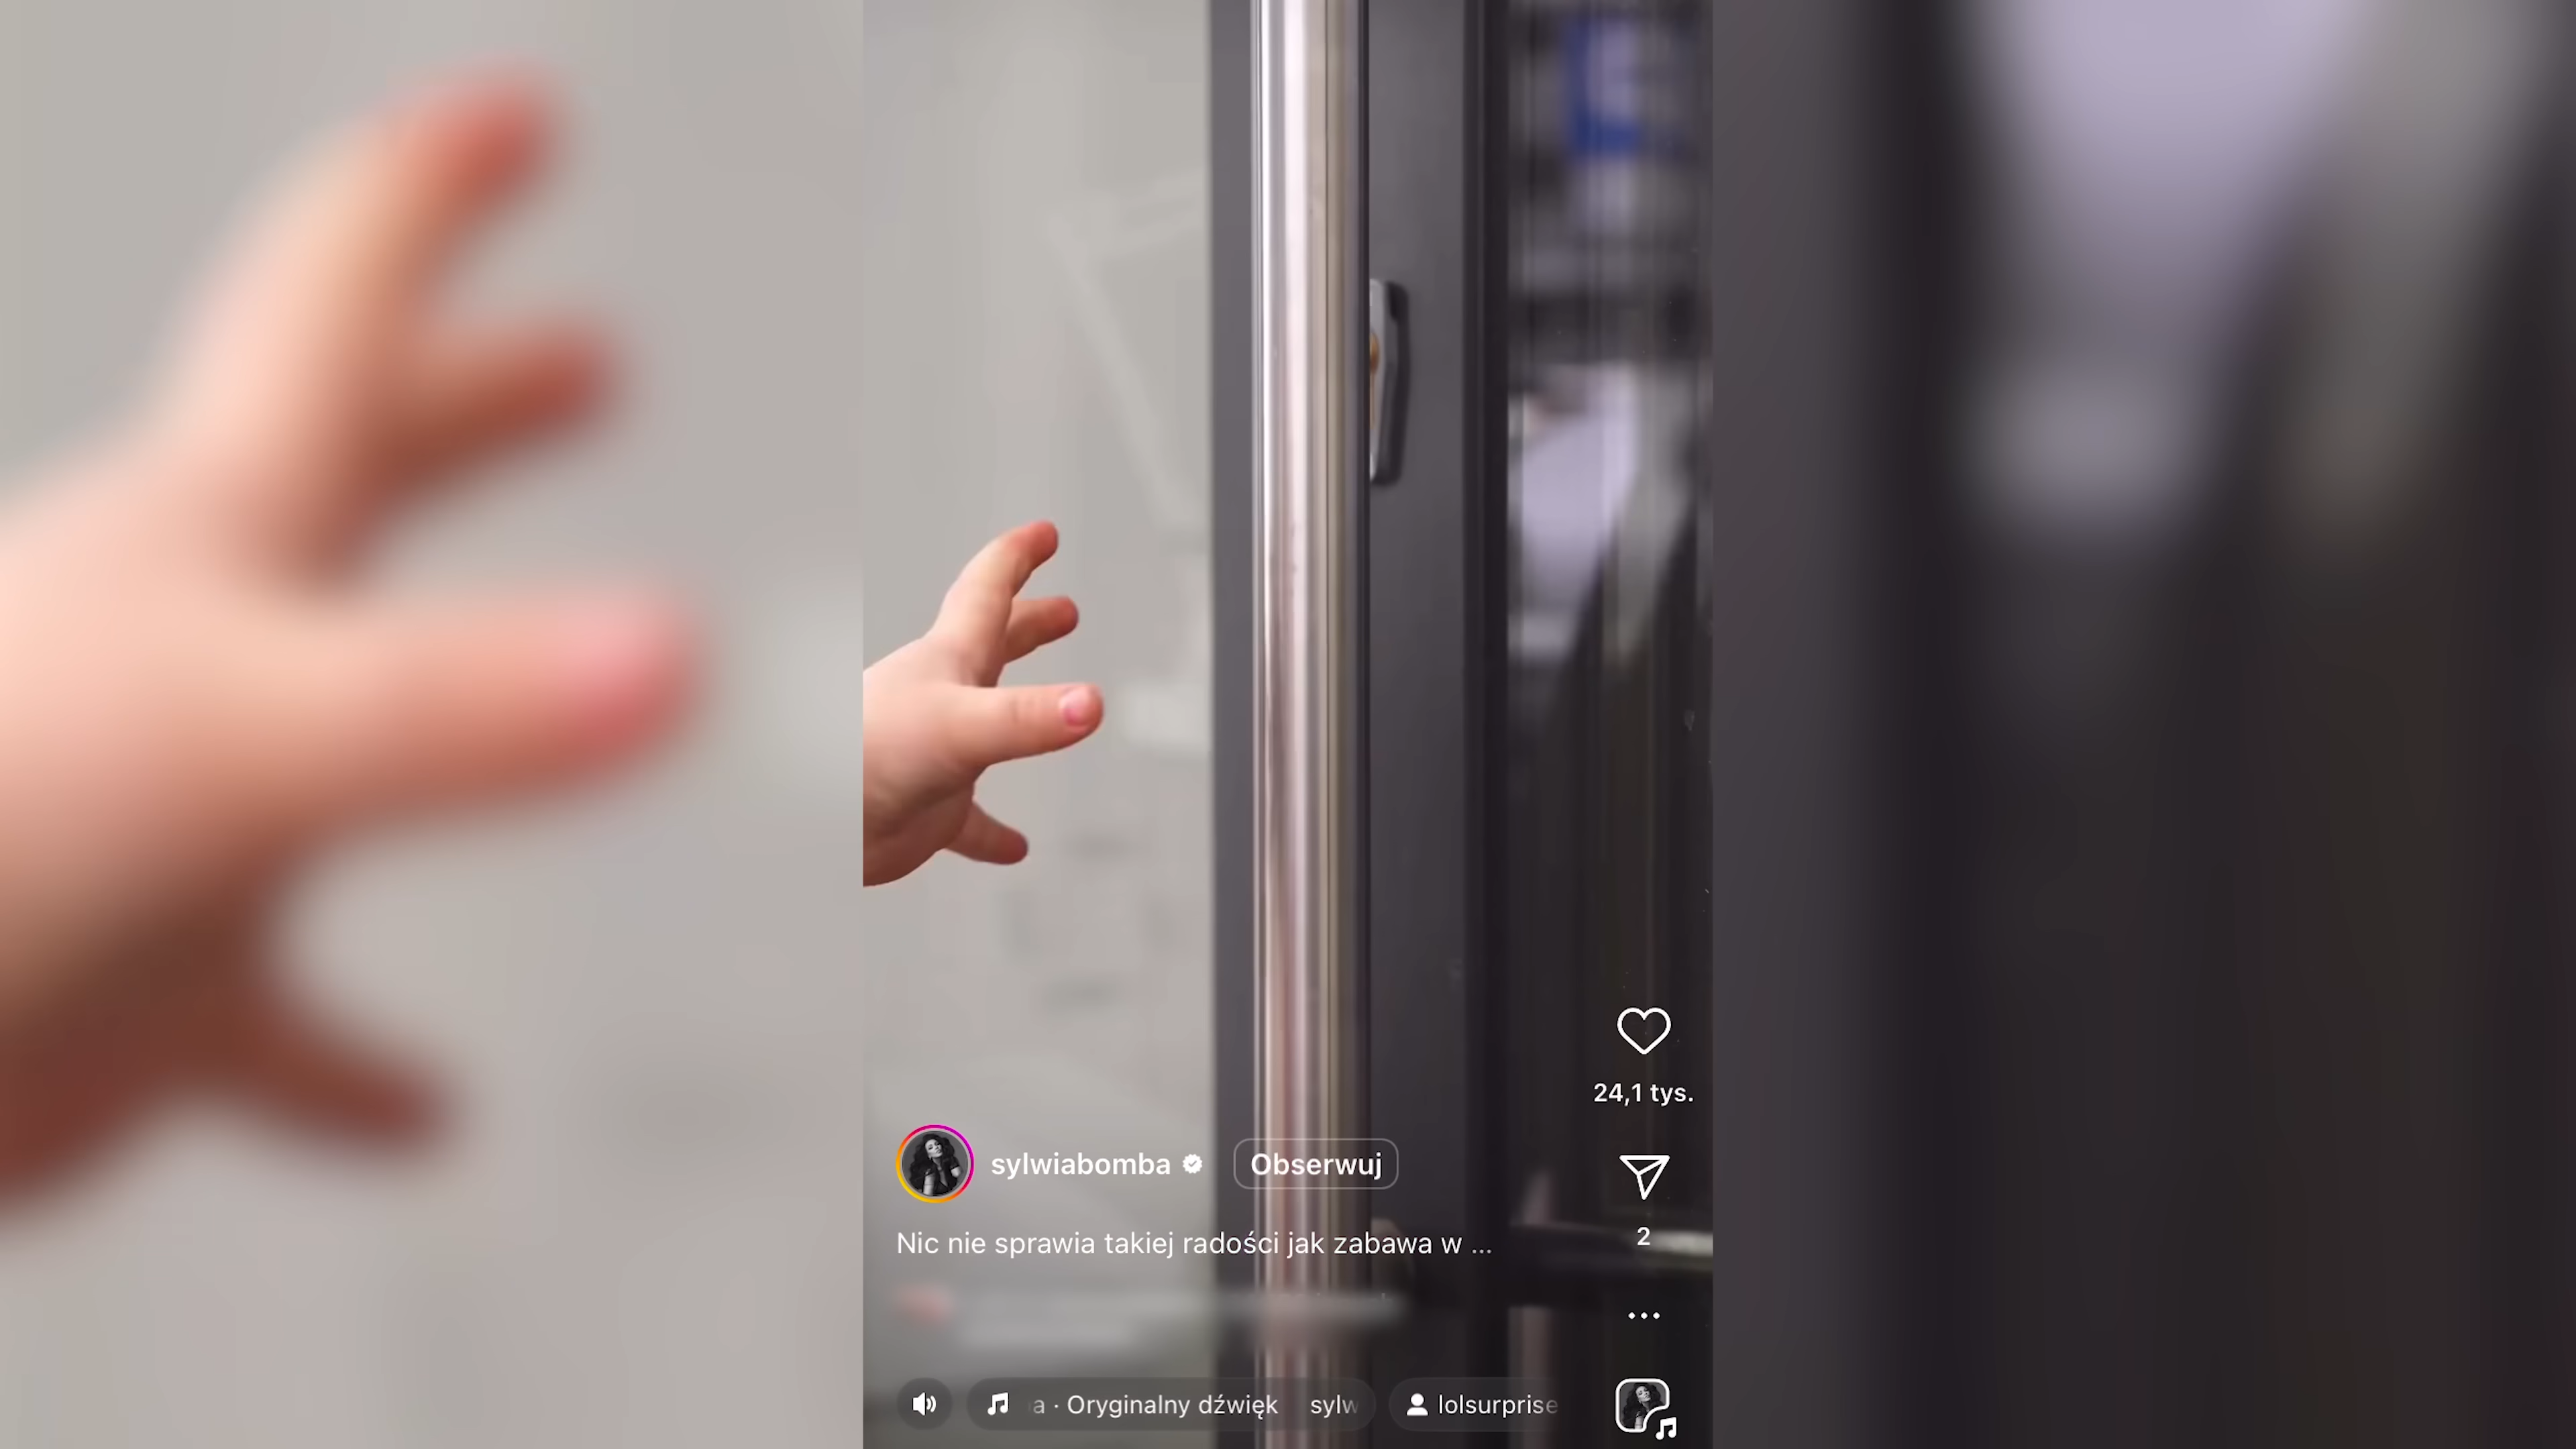 24,1 tys.
sylwiabomba
Obserwuj
Nic nie sprawia takiej radości jak zabawa w ...
2
a · Oryginalny dźwięk sylw
lolsurprise